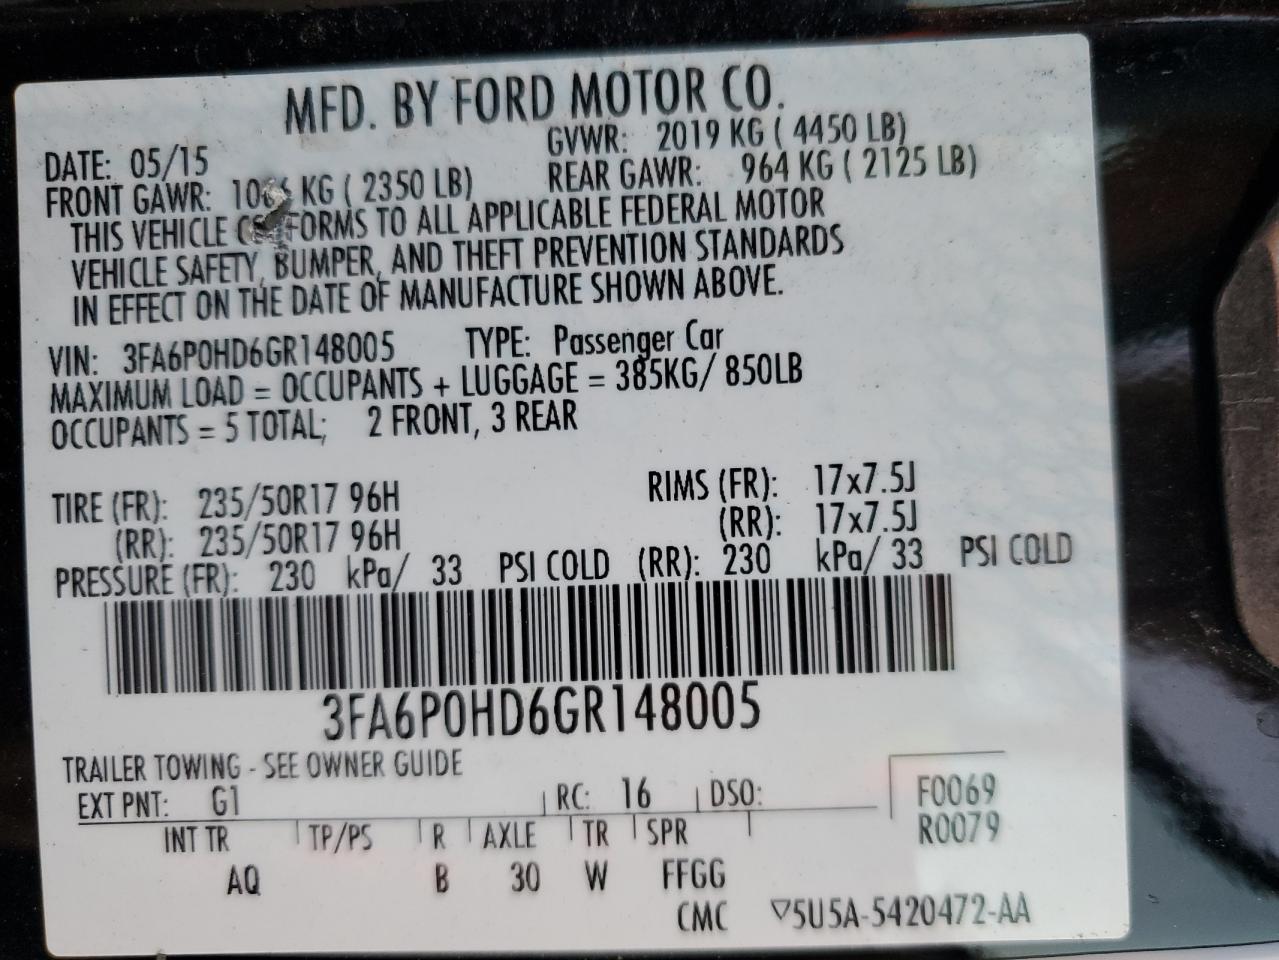 MFD. BY FORD MOTOR CO.
DATE: 05/15 GVWR: 2019 KG ( 4450 LB)
FRONT GAWR: KG ( 2350 LB) REAR GAWR: 964 KG ( 2125 LB)
THIS VEHICLE TO ALL APPLICABLE FEDERAL MOTOR
VEHICLE SAFETY, BUMPER, AND THEFT PREVENTION STANDARDS
IN EFFECT ON THE DATE OF MANUFACTURE SHOWN ABOVE.
VIN: 3FA6P0HD6GR148005 TYPE: Passenger Car
MAXIMUM LOAD = OCCUPANTS + LUGGAGE = 385KG/ 850LB
OCCUPANTS = 5 TOTAL; 2 FRONT, 3 REAR
TIRE (FR): 235/50R17 96H RIMS (FR): 17x7.5J
(RR): 235/50R17 96H (RR): 17x7.5J
PRESSURE (FR): 230 kPa/ 33 PSI COLD (RR): 230 kPa/ 33 PSI COLD
3FA6P0HD6GR148005
TRAILER TOWING - SEE OWNER GUIDE
EXT PNT: G1 RC: 16 DSO: F0069
INT TR TP/PS R AXLE TR SPR R0079
AQ B 30 W FFGG
CMC ▽5U5A-5420472-AA